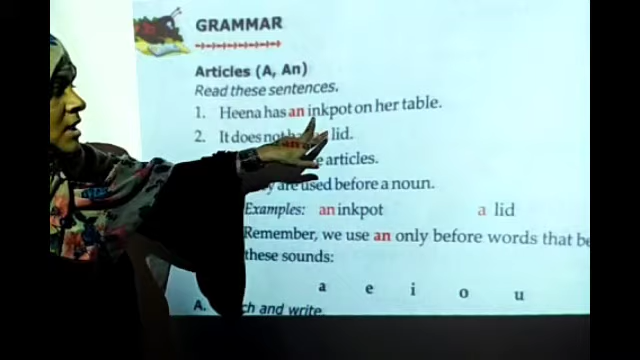 GRAMMAR
Articles (A, An)
Read these sentences.
1. Heena has an inkpot on her table.
2. It does not lid.
articles.
are used before a noun.
Examples: an inkpot a lid
Remember, we use an only before words that be
these sounds:
a e i o u
A. and write.